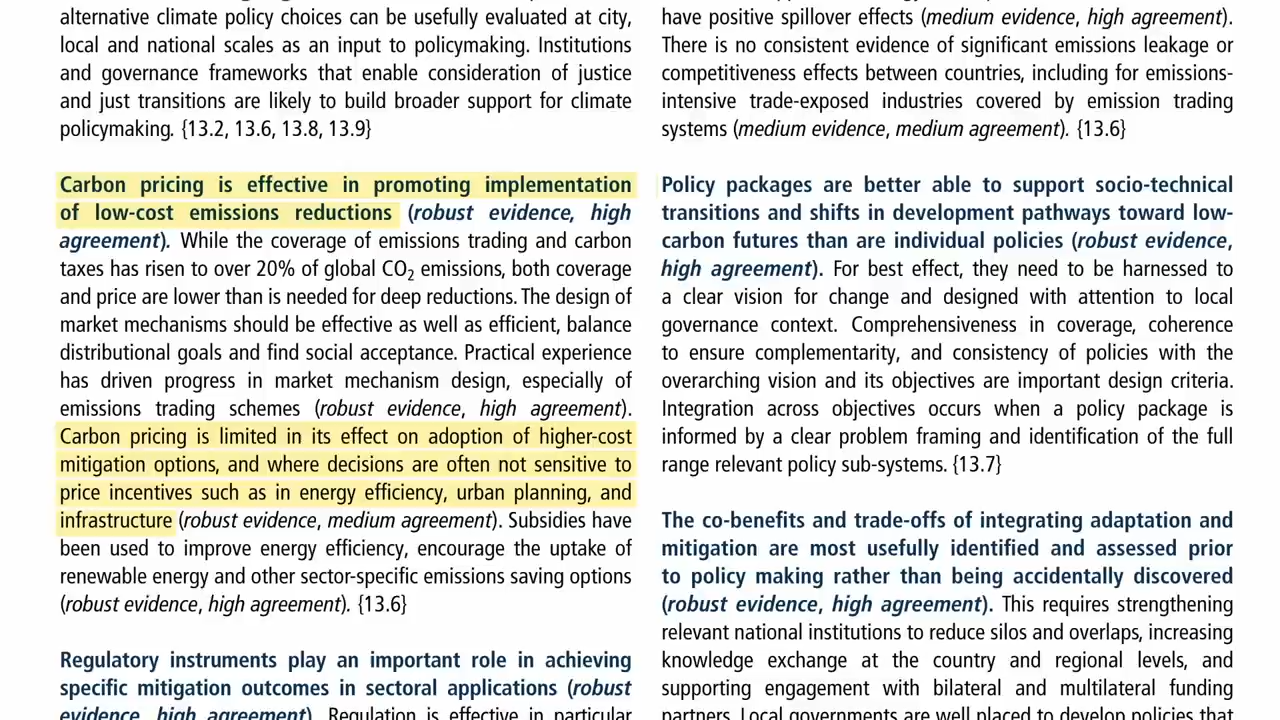 alternative climate policy choices can be usefully evaluated at city,
local and national scales as an input to policymaking. Institutions
and governance frameworks that enable consideration of justice
and just transitions are likely to build broader support for climate
policymaking. {13.2, 13.6, 13.8, 13.9}
Carbon pricing is effective in promoting implementation
of low-cost emissions reductions (robust evidence, high
agreement). While the coverage of emissions trading and carbon
taxes has risen to over 20% of global CO₂ emissions, both coverage
and price are lower than is needed for deep reductions. The design of
market mechanisms should be effective as well as efficient, balance
distributional goals and find social acceptance. Practical experience
has driven progress in market mechanism design, especially of
emissions trading schemes (robust evidence, high agreement).
Carbon pricing is limited in its effect on adoption of higher-cost
mitigation options, and where decisions are often not sensitive to
price incentives such as in energy efficiency, urban planning, and
infrastructure (robust evidence, medium agreement). Subsidies have
been used to improve energy efficiency, encourage the uptake of
renewable energy and other sector-specific emissions saving options
(robust evidence, high agreement). {13.6}
Regulatory instruments play an important role in achieving
specific mitigation outcomes in sectoral applications (robust
evidence, high agreement). Regulation is effective in particular
have positive spillover effects (medium evidence, high agreement).
There is no consistent evidence of significant emissions leakage or
competitiveness effects between countries, including for emissions-
intensive trade-exposed industries covered by emission trading
systems (medium evidence, medium agreement). {13.6}
Policy packages are better able to support socio-technical
transitions and shifts in development pathways toward low-
carbon futures than are individual policies (robust evidence,
high agreement). For best effect, they need to be harnessed to
a clear vision for change and designed with attention to local
governance context. Comprehensiveness in coverage, coherence
to ensure complementarity, and consistency of policies with the
overarching vision and its objectives are important design criteria.
Integration across objectives occurs when a policy package is
informed by a clear problem framing and identification of the full
range relevant policy sub-systems. {13.7}
The co-benefits and trade-offs of integrating adaptation and
mitigation are most usefully identified and assessed prior
to policy making rather than being accidentally discovered
(robust evidence, high agreement). This requires strengthening
relevant national institutions to reduce silos and overlaps, increasing
knowledge exchange at the country and regional levels, and
supporting engagement with bilateral and multilateral funding
partners. Local governments are well placed to develop policies that